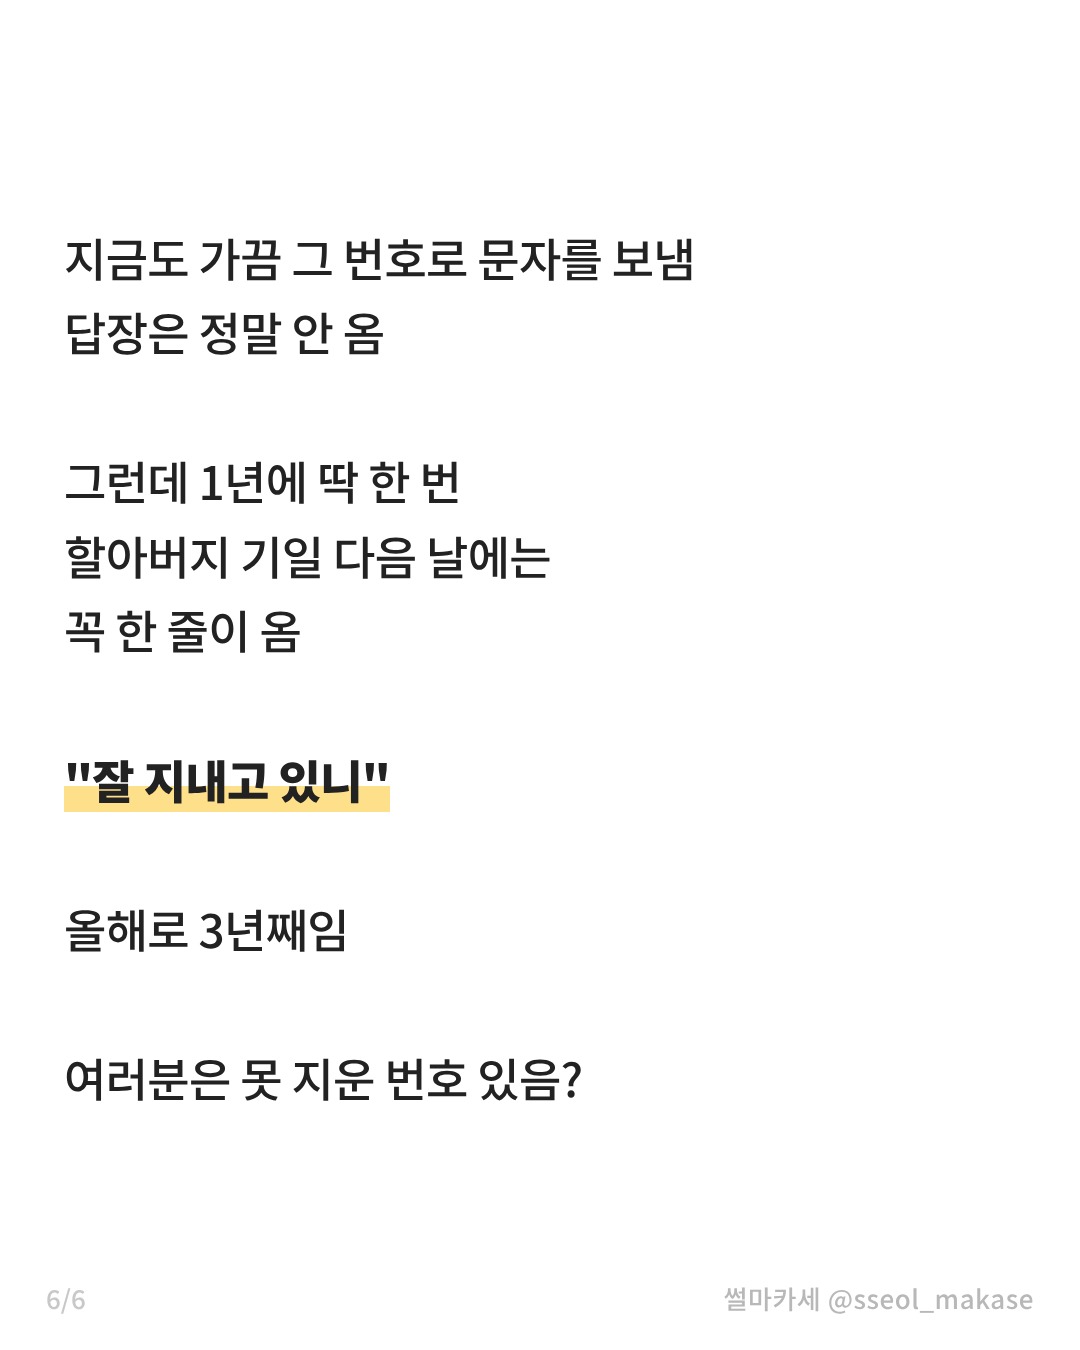 지금도 가끔 그 번호로 문자를 보냄
답장은 정말 안 옴
그런데 1년에 딱 한 번
할아버지 기일 다음 날에는
꼭 한 줄이 옴
"잘 지내고 있니"
올해로 3년째임
여러분은 못 지운 번호 있음?
6/6
썰마카세 @sseol_makase